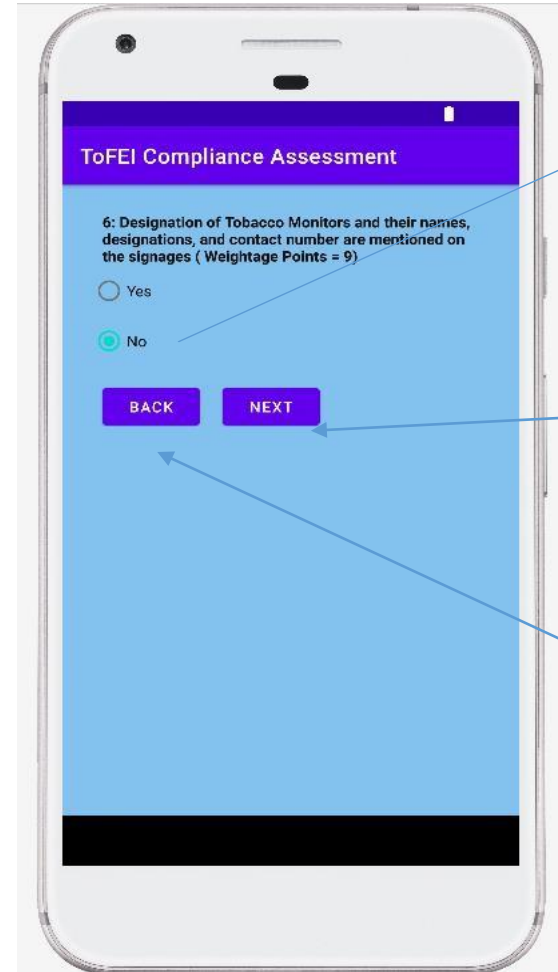 ToFEI Compliance Assessment
6: Designation of Tobacco Monitors and their names,
designations, and contact number are mentioned on
the signages ( Weightage Points = 9)
Yes
No
BACK NEXT